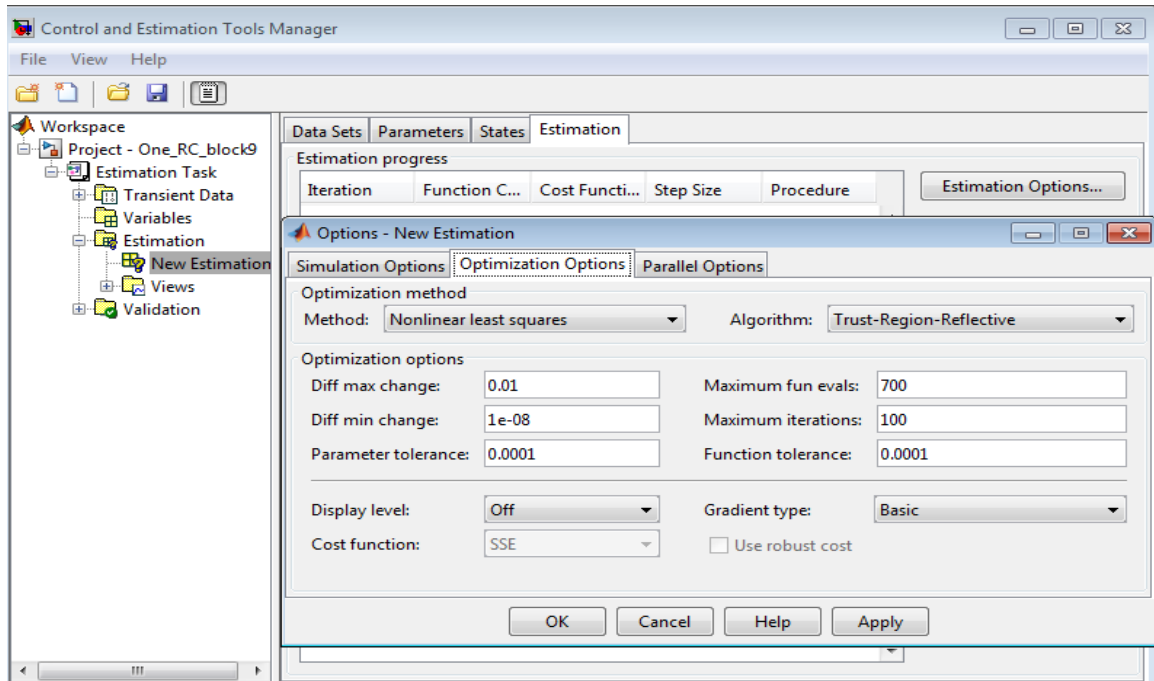 Control and Estimation Tools Manager
File View Help
Workspace
Project - One_RC_block9
Estimation Task
Transient Data
Variables
Estimation
New Estimation
Views
Validation
Data Sets Parameters States Estimation
Estimation progress
Iteration Function C... Cost Functi... Step Size Procedure
Estimation Options...
Options - New Estimation
Simulation Options Optimization Options Parallel Options
Optimization method
Method: Nonlinear least squares Algorithm: Trust-Region-Reflective
Optimization options
Diff max change: 0.01 Maximum fun evals: 700
Diff min change: 1e-08 Maximum iterations: 100
Parameter tolerance: 0.0001 Function tolerance: 0.0001
Display level: Off Gradient type: Basic
Cost function: SSE Use robust cost
OK Cancel Help Apply